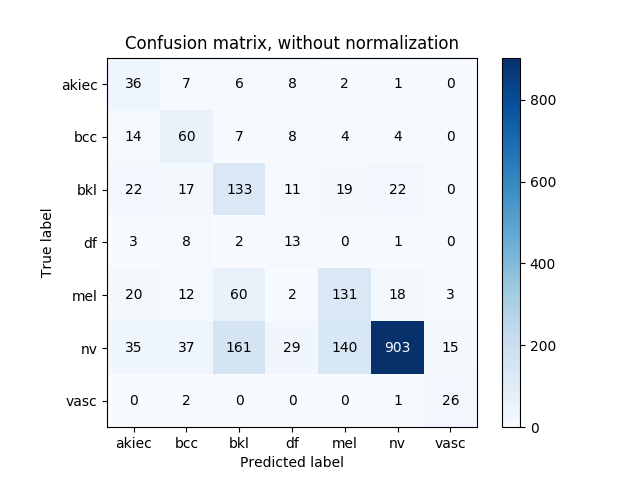 Confusion matrix, without normalization
akiec 36 7 6 8 2 1 0
bcc 14 60 7 8 4 4 0
bkl 22 17 133 11 19 22 0
df 3 8 2 13 0 1 0
mel 20 12 60 2 131 18 3
nv 35 37 161 29 140 903 15
vasc 0 2 0 0 0 1 26
akiec bcc bkl df mel nv vasc
Predicted label
True label
800
600
400
200
0